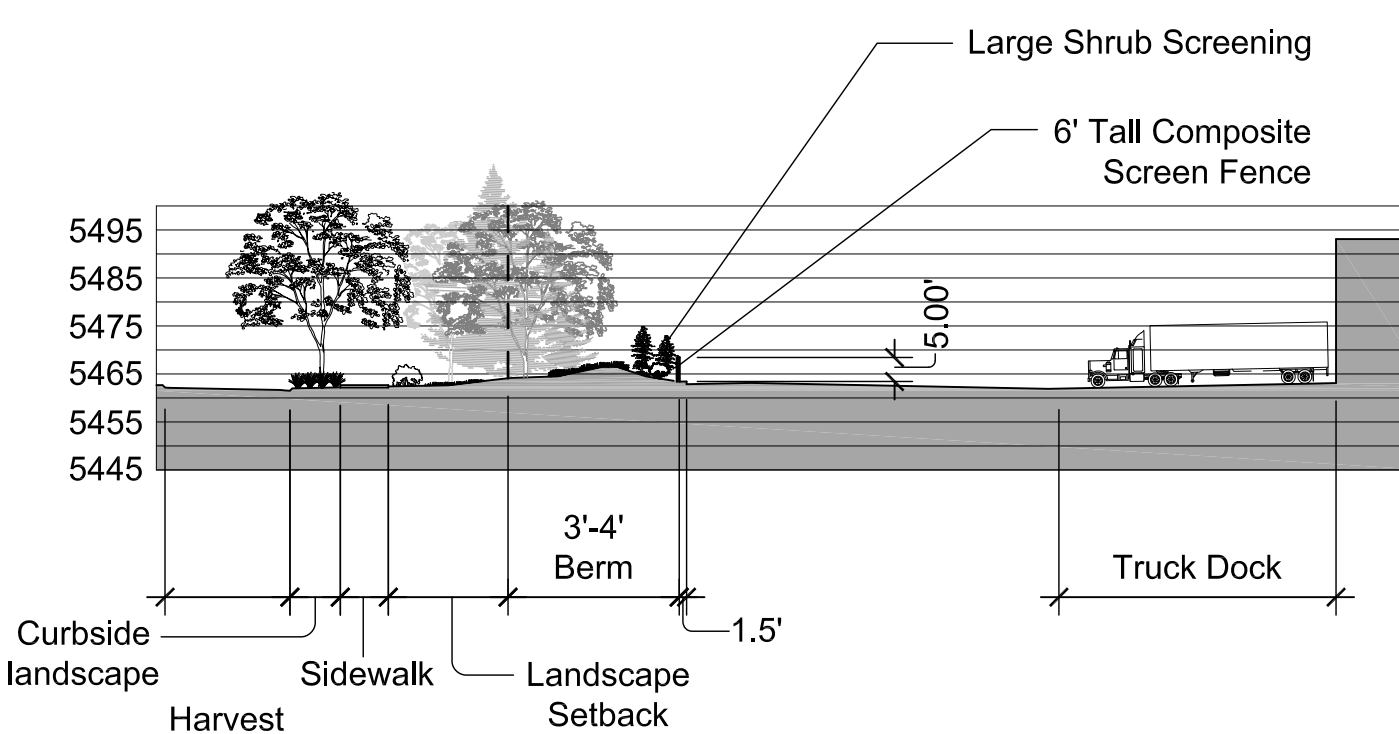 Large Shrub Screening
6' Tall Composite
Screen Fence
5495
5485
5475
5465
5455
5445
5.00'
3'-4'
Berm
Truck Dock
1.5'
Curbside
landscape
Sidewalk
Landscape
Setback
Harvest